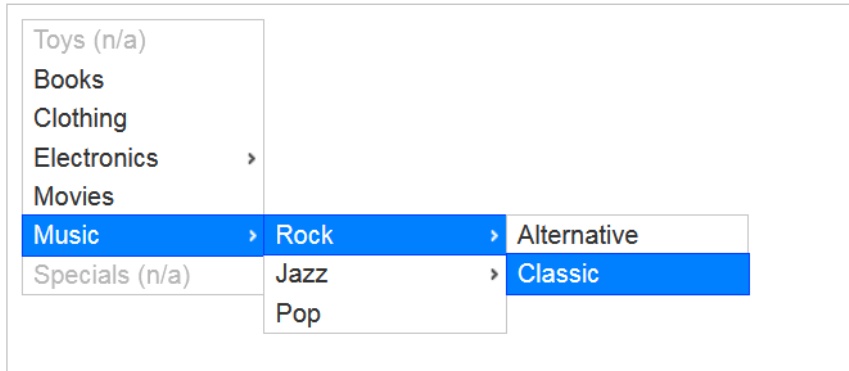 Toys (n/a)
Books
Clothing
Electronics
Movies
Music
Rock
Alternative
Specials (n/a)
Jazz
Classic
Pop